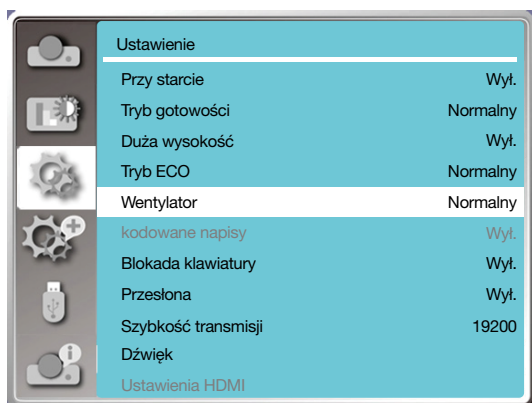 Ustawienie
Przy starcie Wył.
Tryb gotowości Normalny
Duża wysokość Wył.
Tryb ECO Normalny
Wentylator Normalny
kodowane napisy Wył.
Blokada klawiatury Wył.
Przesłona Wył.
Szybkość transmisji 19200
Dźwięk
Ustawienia HDMI